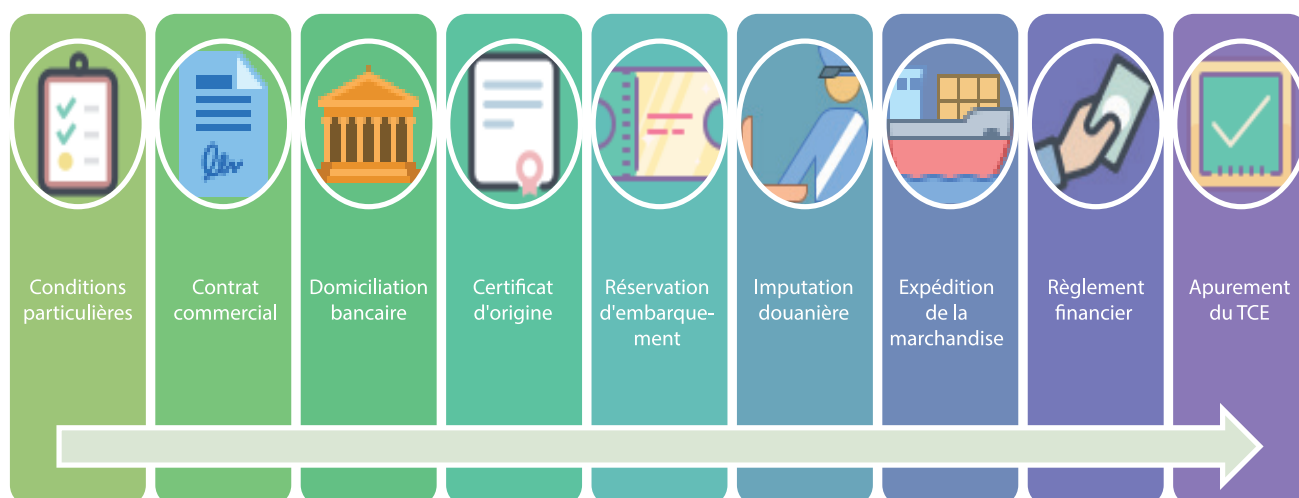 Conditions
particulières
Contrat
commercial
Domiciliation
bancaire
Certificat
d'origine
Réservation
d'embarque-
ment
Imputation
douanière
Expédition
de la
marchandise
Règlement
financier
Apurement
du TCE